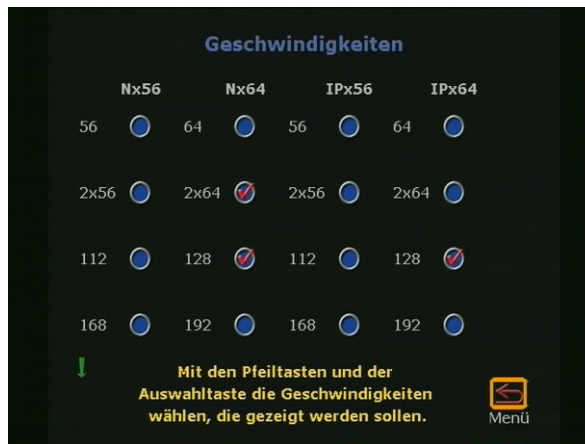 Geschwindigkeiten
Nx56 Nx64 IPx56 IPx64
56 64 56 64
2x56 2x64 2x56 2x64
112 128 112 128
168 192 168 192
Mit den Pfeiltasten und der
Auswahltaste die Geschwindigkeiten
wählen, die gezeigt werden sollen.
Menü